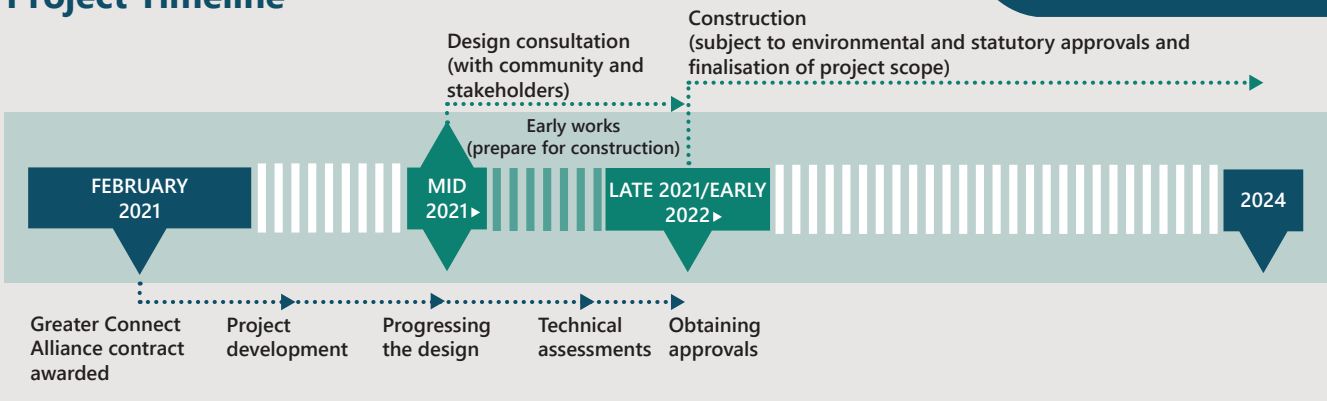 Project Timeline
Construction
(subject to environmental and statutory approvals and
finalisation of project scope)
Design consultation
(with community and
stakeholders)
Early works
(prepare for construction)
FEBRUARY
2021
MID
2021
LATE 2021/EARLY
2022
2024
Greater Connect
Alliance contract
awarded
Project
development
Progressing
the design
Technical
assessments
Obtaining
approvals